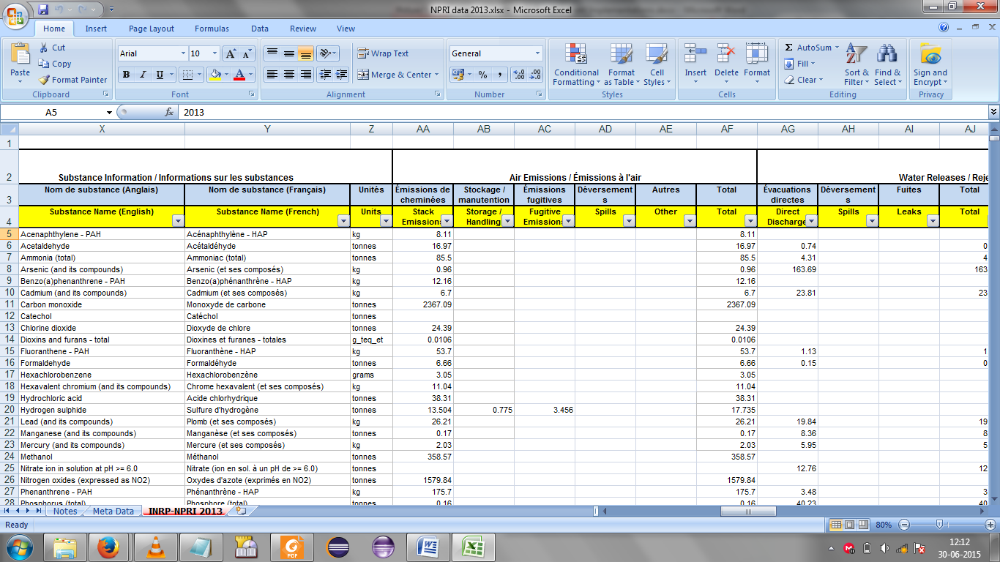 NPRI data 2013.xlsx - Microsoft Excel
Home Insert Page Layout Formulas Data Review View
Paste
Cut
Copy
Format Painter
Clipboard
Arial 10
B I U
Font
Wrap Text
Merge & Center
Alignment
General
% ,
Number
Conditional Formatting
Format as Table
Cell Styles
Styles
Insert Delete Format
Cells
Σ AutoSum
Fill
Clear
Sort & Filter
Find & Select
Editing
Sign and Encrypt
Privacy
A5 fx 2013
X Y Z AA AB AC AD AE AF AG AH AI AJ
1
2 Substance Information / Informations sur les substances Air Emissions / Émissions à l'air Water Releases / Reje
3 Nom de substance (Anglais) Nom de substance (Français) Unités Émissions de cheminées Stockage / manutention Émissions fugitives Déversements Autres Total Évacuations directes Déversements Fuites Total
4 Substance Name (English) Substance Name (French) Units Stack Emissions Storage / Handling Fugitive Emissions Spills Other Total Direct Discharge Spills Leaks Total
5 Acenaphthylene - PAH Acénaphthylène - HAP kg 8.11 8.11
6 Acetaldehyde Acétaldéhyde tonnes 16.97 16.97 0.74 0
7 Ammonia (total) Ammoniac (total) tonnes 85.5 85.5 4.31 4
8 Arsenic (and its compounds) Arsenic (et ses composés) kg 0.96 0.96 163.69 163
9 Benzo(a)phenanthrene - PAH Benzo(a)phénanthrène - HAP kg 12.16 12.16
10 Cadmium (and its compounds) Cadmium (et ses composés) kg 6.7 6.7 23.81 23
11 Carbon monoxide Monoxyde de carbone tonnes 2367.09 2367.09
12 Catechol Catéchol tonnes
13 Chlorine dioxide Dioxyde de chlore tonnes 24.39 24.39
14 Dioxins and furans - total Dioxines et furanes - totales g_teq_et 0.0106 0.0106
15 Fluoranthene - PAH Fluoranthène - HAP kg 53.7 53.7 1.13 1
16 Formaldehyde Formaldéhyde tonnes 6.66 6.66 0.15 0
17 Hexachlorobenzene Hexachlorobenzène grams 3.05 3.05
18 Hexavalent chromium (and its compounds) Chrome hexavalent (et ses composés) kg 11.04 11.04
19 Hydrochloric acid Acide chlorhydrique tonnes 38.31 38.31
20 Hydrogen sulphide Sulfure d'hydrogène tonnes 13.504 0.775 3.456 17.735
21 Lead (and its compounds) Plomb (et ses composés) kg 26.21 26.21 19.84 19
22 Manganese (and its compounds) Manganèse (et ses composés) tonnes 0.17 0.17 8.36 8
23 Mercury (and its compounds) Mercure (et ses composés) kg 2.03 2.03 5.95 5
24 Methanol Méthanol tonnes 358.57 358.57
25 Nitrate ion in solution at pH >= 6.0 Nitrate (ion en sol. à un pH de >= 6.0) tonnes 12.76 12
26 Nitrogen oxides (expressed as NO2) Oxydes d'azote (exprimés en NO2) tonnes 1579.84 1579.84
27 Phenanthrene - PAH Phénanthrène - HAP kg 175.7 175.7 3.48 3
28 Phosphorus (total) Phosphore (total) tonnes 0.16 0.16 40.23 40
Notes Meta Data INRP-NPRI 2013
Ready 80%
PDF
12:12
30-06-2015